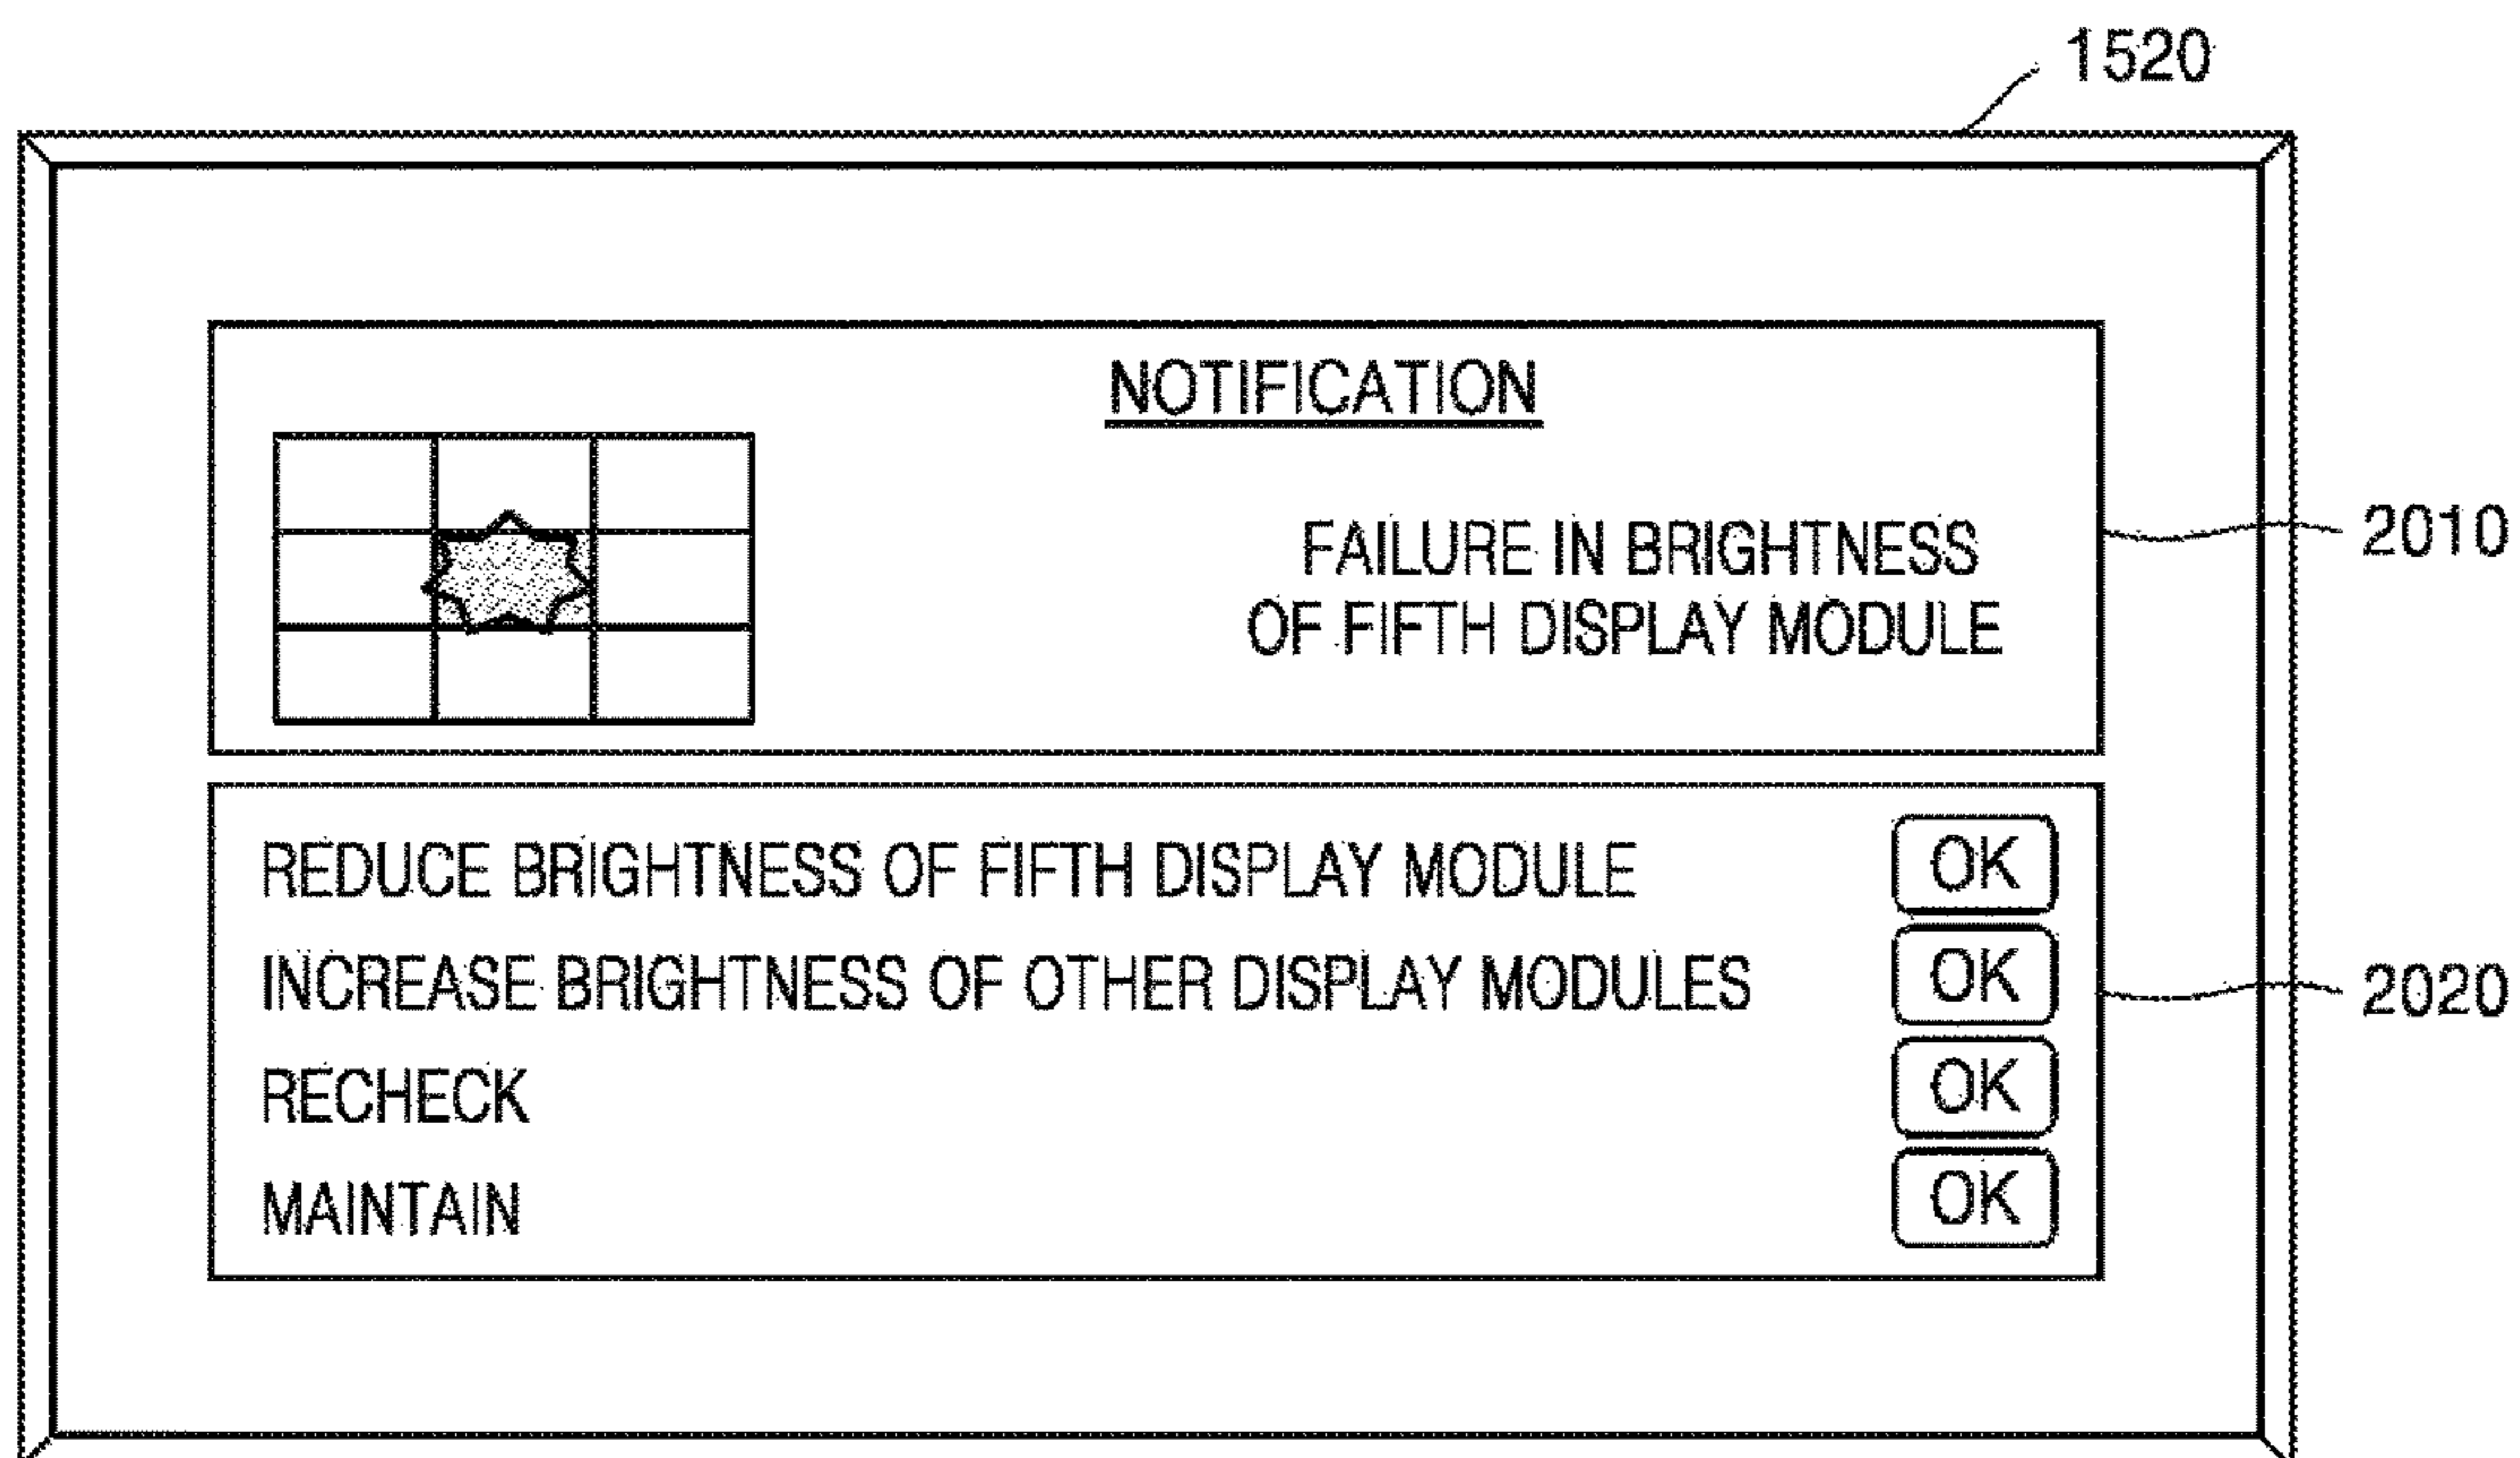 1520
NOTIFICATION
FAILURE IN BRIGHTNESS
OF FIFTH DISPLAY MODULE
2010
REDUCE BRIGHTNESS OF FIFTH DISPLAY MODULE OK
INCREASE BRIGHTNESS OF OTHER DISPLAY MODULES OK
2020
RECHECK OK
MAINTAIN OK